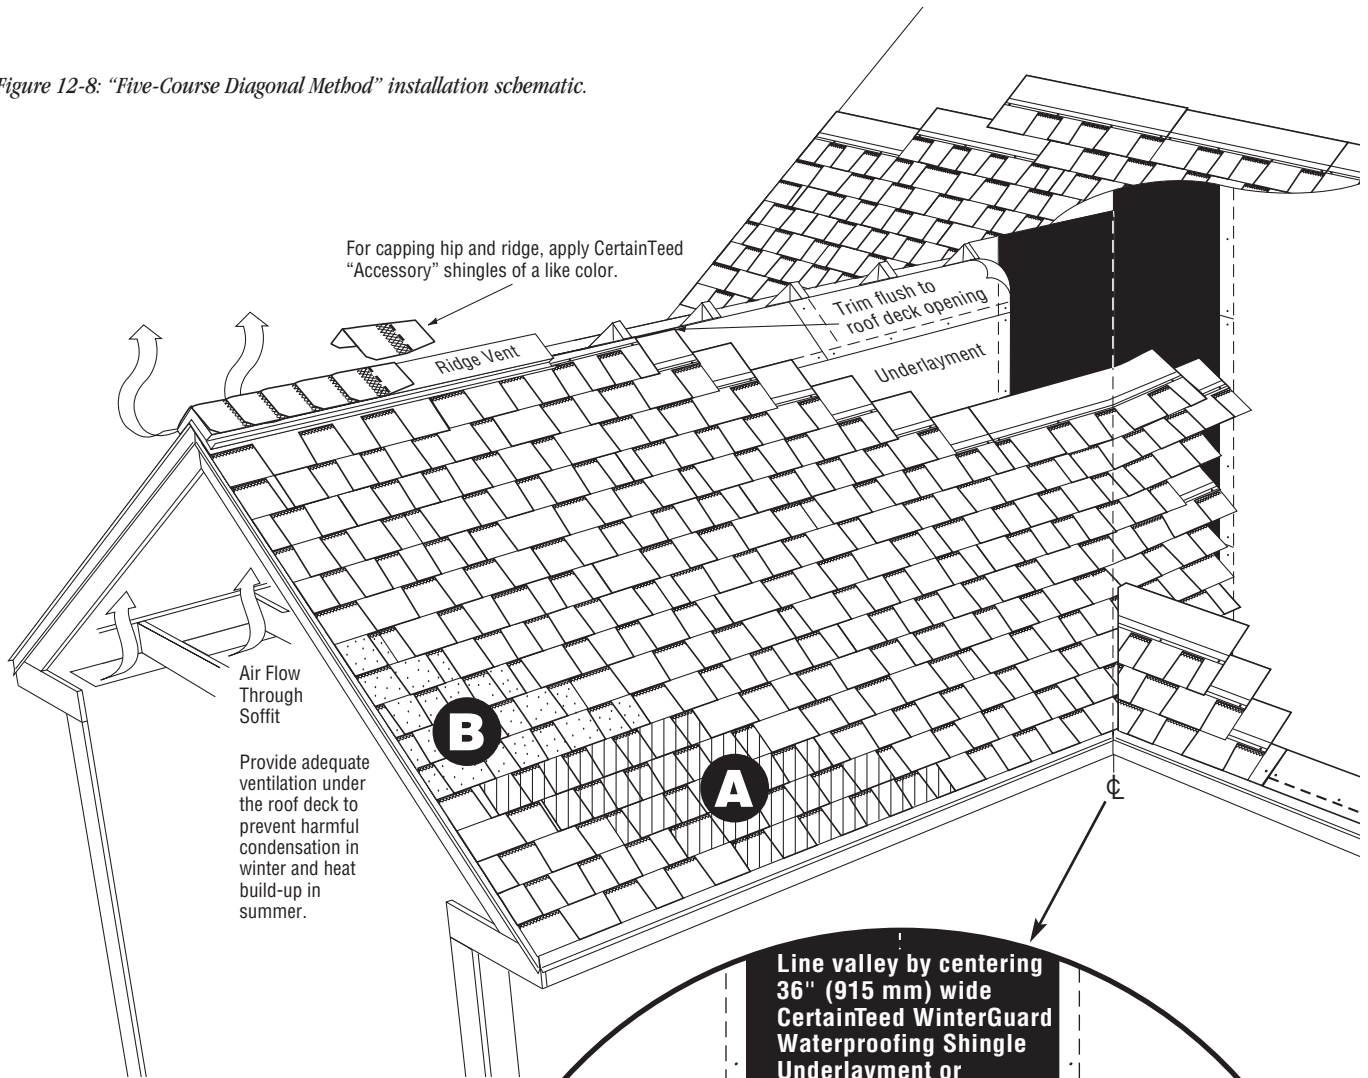 Figure 12-8: “Five-Course Diagonal Method” installation schematic.
For capping hip and ridge, apply CertainTeed
“Accessory” shingles of a like color.
Ridge Vent
Trim flush to
roof deck opening
Underlayment
Air Flow
Through
Soffit
Provide adequate
ventilation under
the roof deck to
prevent harmful
condensation in
winter and heat
build-up in
summer.
B
A
℄
Line valley by centering
36" (915 mm) wide
CertainTeed WinterGuard
Waterproofing Shingle
Underlayment or